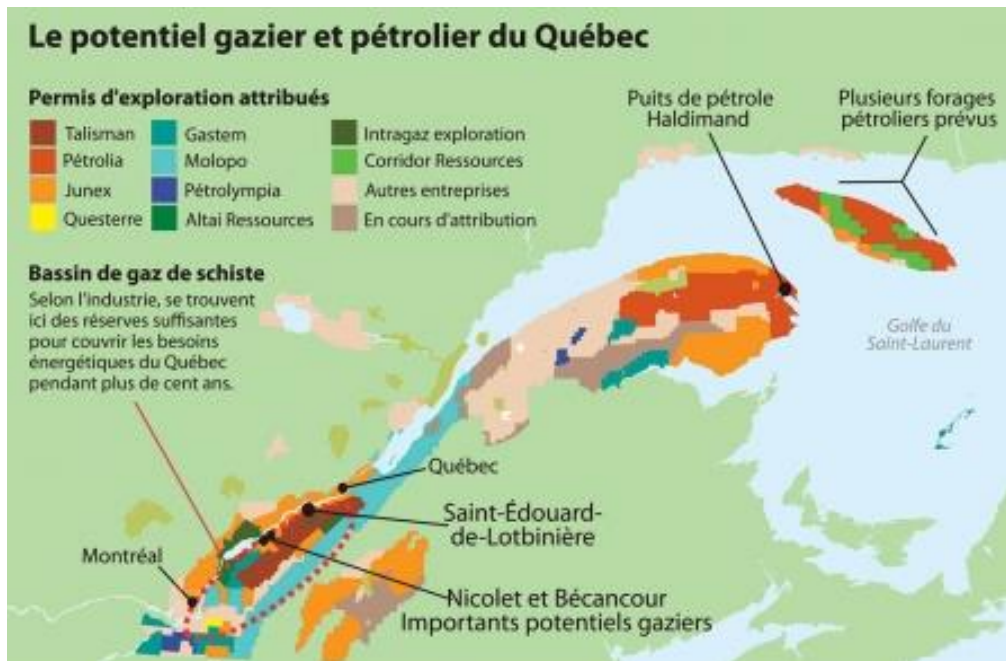 Le potentiel gazier et pétrolier du Québec
Permis d'exploration attribués
Talisman
Pétrolia
Junex
Questerre
Gastem
Molopo
Pétrolympia
Altai Ressources
Intragaz exploration
Corridor Ressources
Autres entreprises
En cours d'attribution
Puits de pétrole
Haldimand
Plusieurs forages
pétroliers prévus
Bassin de gaz de schiste
Selon l'industrie, se trouvent
ici des réserves suffisantes
pour couvrir les besoins
énergétiques du Québec
pendant plus de cent ans.
Golfe du
Saint-Laurent
Québec
Saint-Édouard-
de-Lotbinière
Montréal
Nicolet et Bécancour
Importants potentiels gaziers